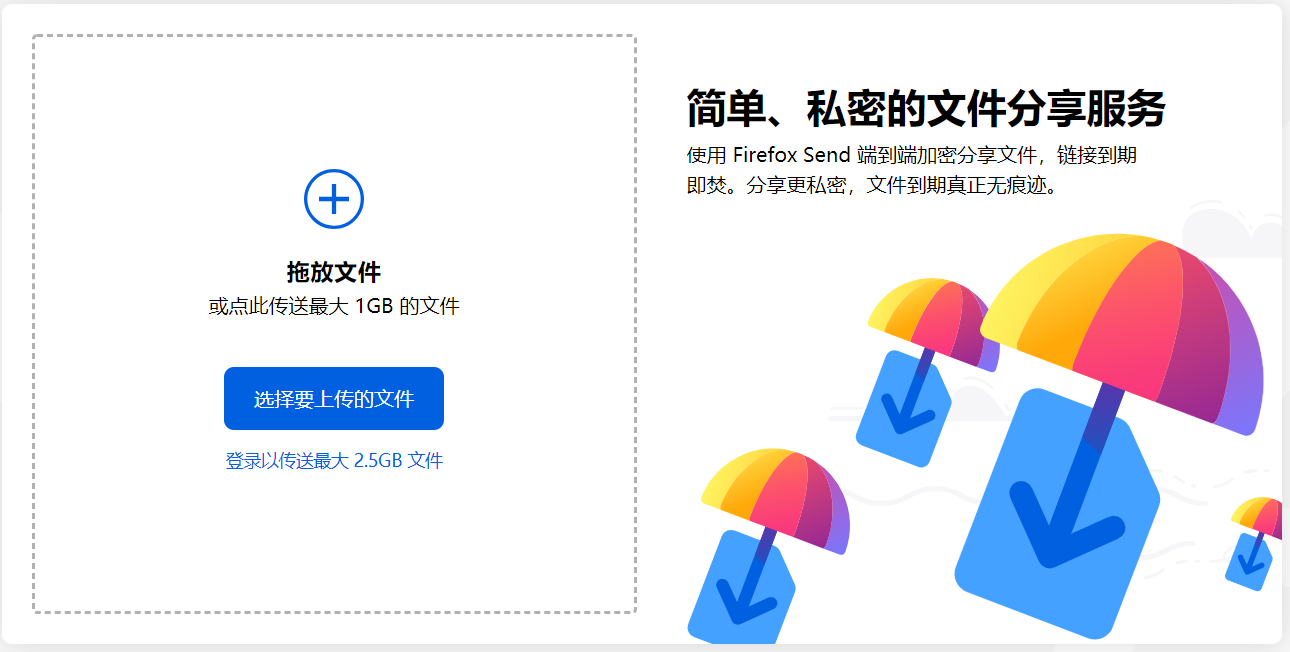 拖放文件
或点此传送最大 1GB 的文件
选择要上传的文件
登录以传送最大 2.5GB 文件
简单、私密的文件分享服务
使用 Firefox Send 端到端加密分享文件，链接到期
即焚。分享更私密，文件到期真正无痕迹。